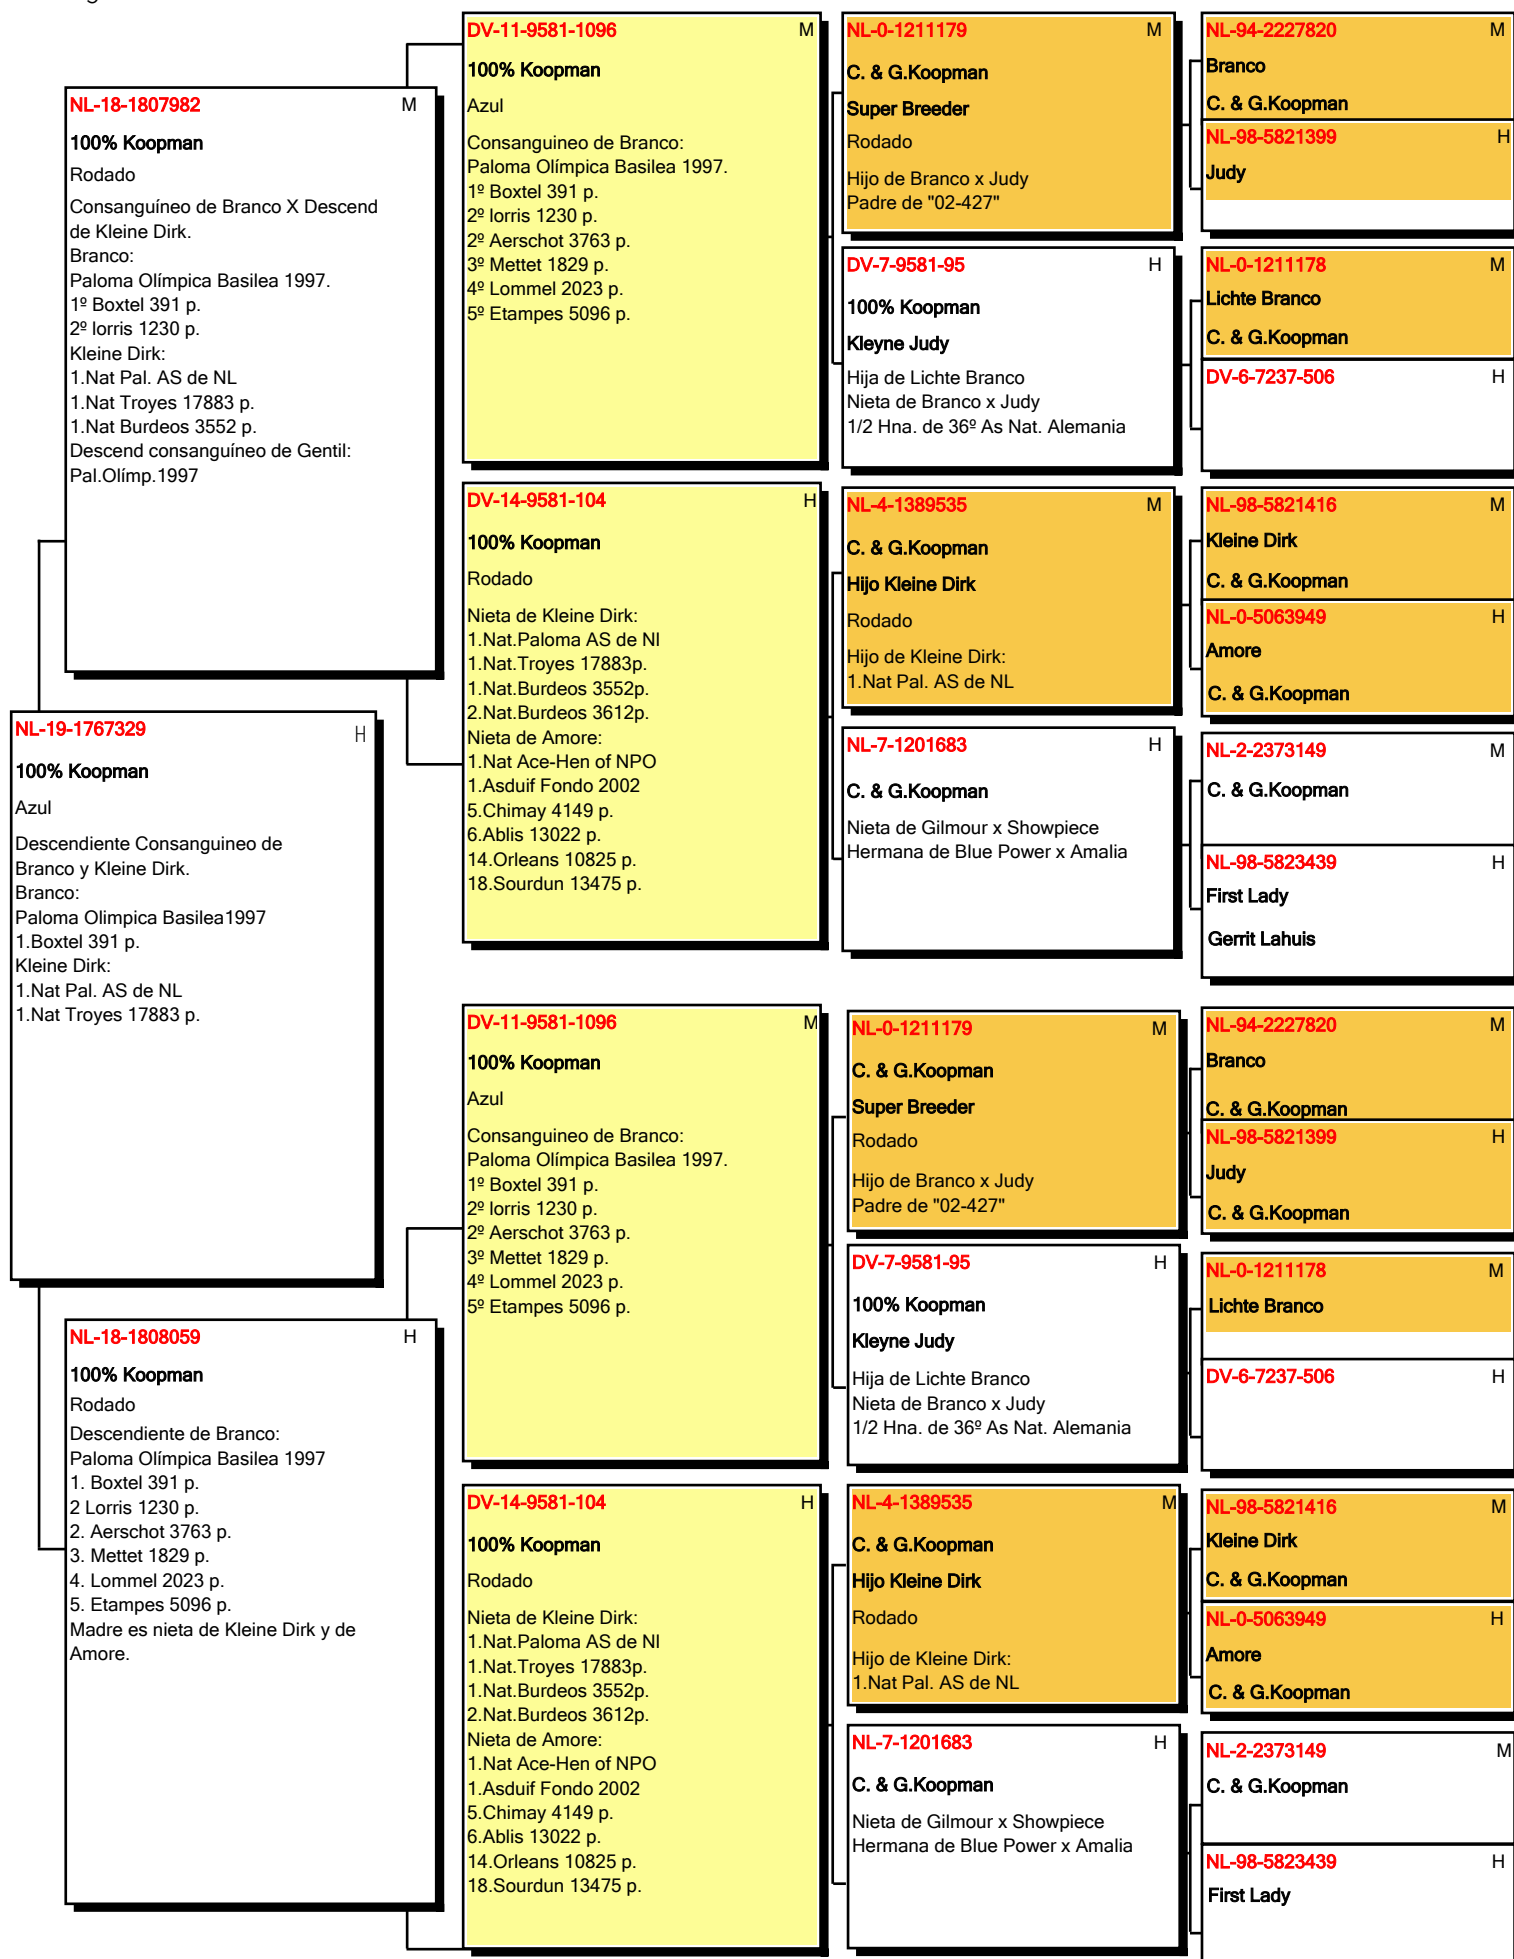 NL-19-1767329 H
100% Koopman
Azul
Descendiente Consanguineo de
Branco y Kleine Dirk.
Branco:
Paloma Olimpica Basilea1997
1.Boxtel 391 p.
Kleine Dirk:
1.Nat Pal. AS de NL
1.Nat Troyes 17883 p.
NL-18-1807982 M
100% Koopman
Rodado
Consanguíneo de Branco X Descend
de Kleine Dirk.
Branco:
Paloma Olímpica Basilea 1997.
1º Boxtel 391 p.
2º lorris 1230 p.
Kleine Dirk:
1.Nat Pal. AS de NL
1.Nat Troyes 17883 p.
1.Nat Burdeos 3552 p.
Descend consanguíneo de Gentil:
Pal.Olímp.1997
NL-18-1808059 H
100% Koopman
Rodado
Descendiente de Branco:
Paloma Olímpica Basilea 1997
1. Boxtel 391 p.
2 Lorris 1230 p.
2. Aerschot 3763 p.
3. Mettet 1829 p.
4. Lommel 2023 p.
5. Etampes 5096 p.
Madre es nieta de Kleine Dirk y de
Amore.
DV-11-9581-1096 M
100% Koopman
Azul
Consanguineo de Branco:
Paloma Olímpica Basilea 1997.
1º Boxtel 391 p.
2º lorris 1230 p.
2º Aerschot 3763 p.
3º Mettet 1829 p.
4º Lommel 2023 p.
5º Etampes 5096 p.
DV-14-9581-104 H
100% Koopman
Rodado
Nieta de Kleine Dirk:
1.Nat.Paloma AS de Nl
1.Nat.Troyes 17883p.
1.Nat.Burdeos 3552p.
2.Nat.Burdeos 3612p.
Nieta de Amore:
1.Nat Ace-Hen of NPO
1.Asduif Fondo 2002
5.Chimay 4149 p.
6.Ablis 13022 p.
14.Orleans 10825 p.
18.Sourdun 13475 p.
DV-11-9581-1096 M
100% Koopman
Azul
Consanguineo de Branco:
Paloma Olímpica Basilea 1997.
1º Boxtel 391 p.
2º lorris 1230 p.
2º Aerschot 3763 p.
3º Mettet 1829 p.
4º Lommel 2023 p.
5º Etampes 5096 p.
DV-14-9581-104 H
100% Koopman
Rodado
Nieta de Kleine Dirk:
1.Nat.Paloma AS de Nl
1.Nat.Troyes 17883p.
1.Nat.Burdeos 3552p.
2.Nat.Burdeos 3612p.
Nieta de Amore:
1.Nat Ace-Hen of NPO
1.Asduif Fondo 2002
5.Chimay 4149 p.
6.Ablis 13022 p.
14.Orleans 10825 p.
18.Sourdun 13475 p.
NL-0-1211179 M
C. & G.Koopman
Super Breeder
Rodado
Hijo de Branco x Judy
Padre de "02-427"
DV-7-9581-95 H
100% Koopman
Kleyne Judy
Hija de Lichte Branco
Nieta de Branco x Judy
1/2 Hna. de 36º As Nat. Alemania
NL-4-1389535 M
C. & G.Koopman
Hijo Kleine Dirk
Rodado
Hijo de Kleine Dirk:
1.Nat Pal. AS de NL
NL-7-1201683 H
C. & G.Koopman
Nieta de Gilmour x Showpiece
Hermana de Blue Power x Amalia
NL-0-1211179 M
C. & G.Koopman
Super Breeder
Rodado
Hijo de Branco x Judy
Padre de "02-427"
DV-7-9581-95 H
100% Koopman
Kleyne Judy
Hija de Lichte Branco
Nieta de Branco x Judy
1/2 Hna. de 36º As Nat. Alemania
NL-4-1389535 M
C. & G.Koopman
Hijo Kleine Dirk
Rodado
Hijo de Kleine Dirk:
1.Nat Pal. AS de NL
NL-7-1201683 H
C. & G.Koopman
Nieta de Gilmour x Showpiece
Hermana de Blue Power x Amalia
NL-94-2227820 M
Branco
C. & G.Koopman
NL-98-5821399 H
Judy
NL-0-1211178 M
Lichte Branco
C. & G.Koopman
DV-6-7237-506 H
NL-98-5821416 M
Kleine Dirk
C. & G.Koopman
NL-0-5063949 H
Amore
C. & G.Koopman
NL-2-2373149 M
C. & G.Koopman
NL-98-5823439 H
First Lady
Gerrit Lahuis
NL-94-2227820 M
Branco
C. & G.Koopman
NL-98-5821399 H
Judy
C. & G.Koopman
NL-0-1211178 M
Lichte Branco
DV-6-7237-506 H
NL-98-5821416 M
Kleine Dirk
C. & G.Koopman
NL-0-5063949 H
Amore
C. & G.Koopman
NL-2-2373149 M
C. & G.Koopman
NL-98-5823439 H
First Lady